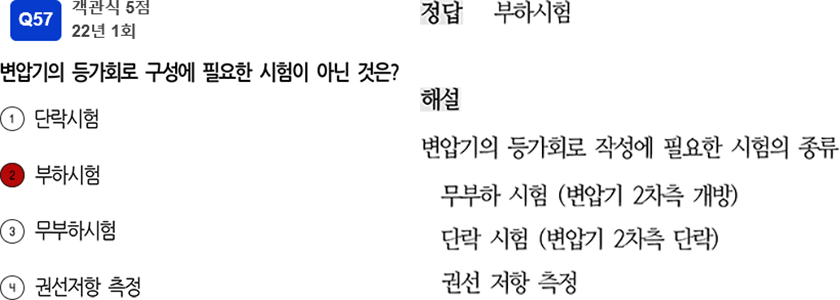 Q57
객관식 5점
22년 1회
변압기의 등가회로 구성에 필요한 시험이 아닌 것은?
1 단락시험
2 부하시험
3 무부하시험
4 권선저항 측정
정답 부하시험
해설
변압기의 등가회로 작성에 필요한 시험의 종류
무부하 시험 (변압기 2차측 개방)
단락 시험 (변압기 2차측 단락)
권선 저항 측정